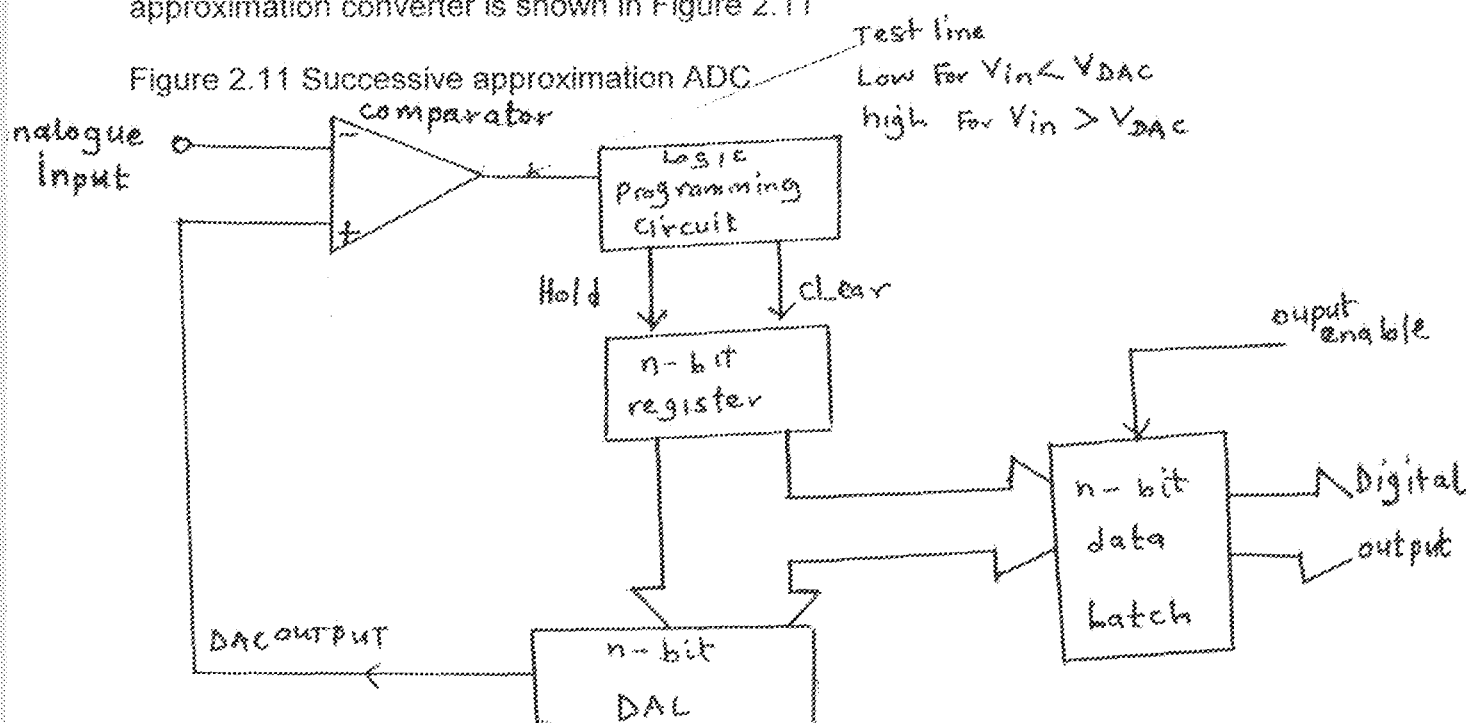 approximation converter is shown in Figure 2.11
Figure 2.11 Successive approximation ADC
Test line
Low For Vin < VDAC
high For Vin > VDAC
comparator
nalogue
Input
-
+
Logic
Programming
Circuit
Hold
CLear
ouput
enable
n-bit
register
n-bit
data
Latch
Digital
output
DAC OUTPUT
n-bit
DAC